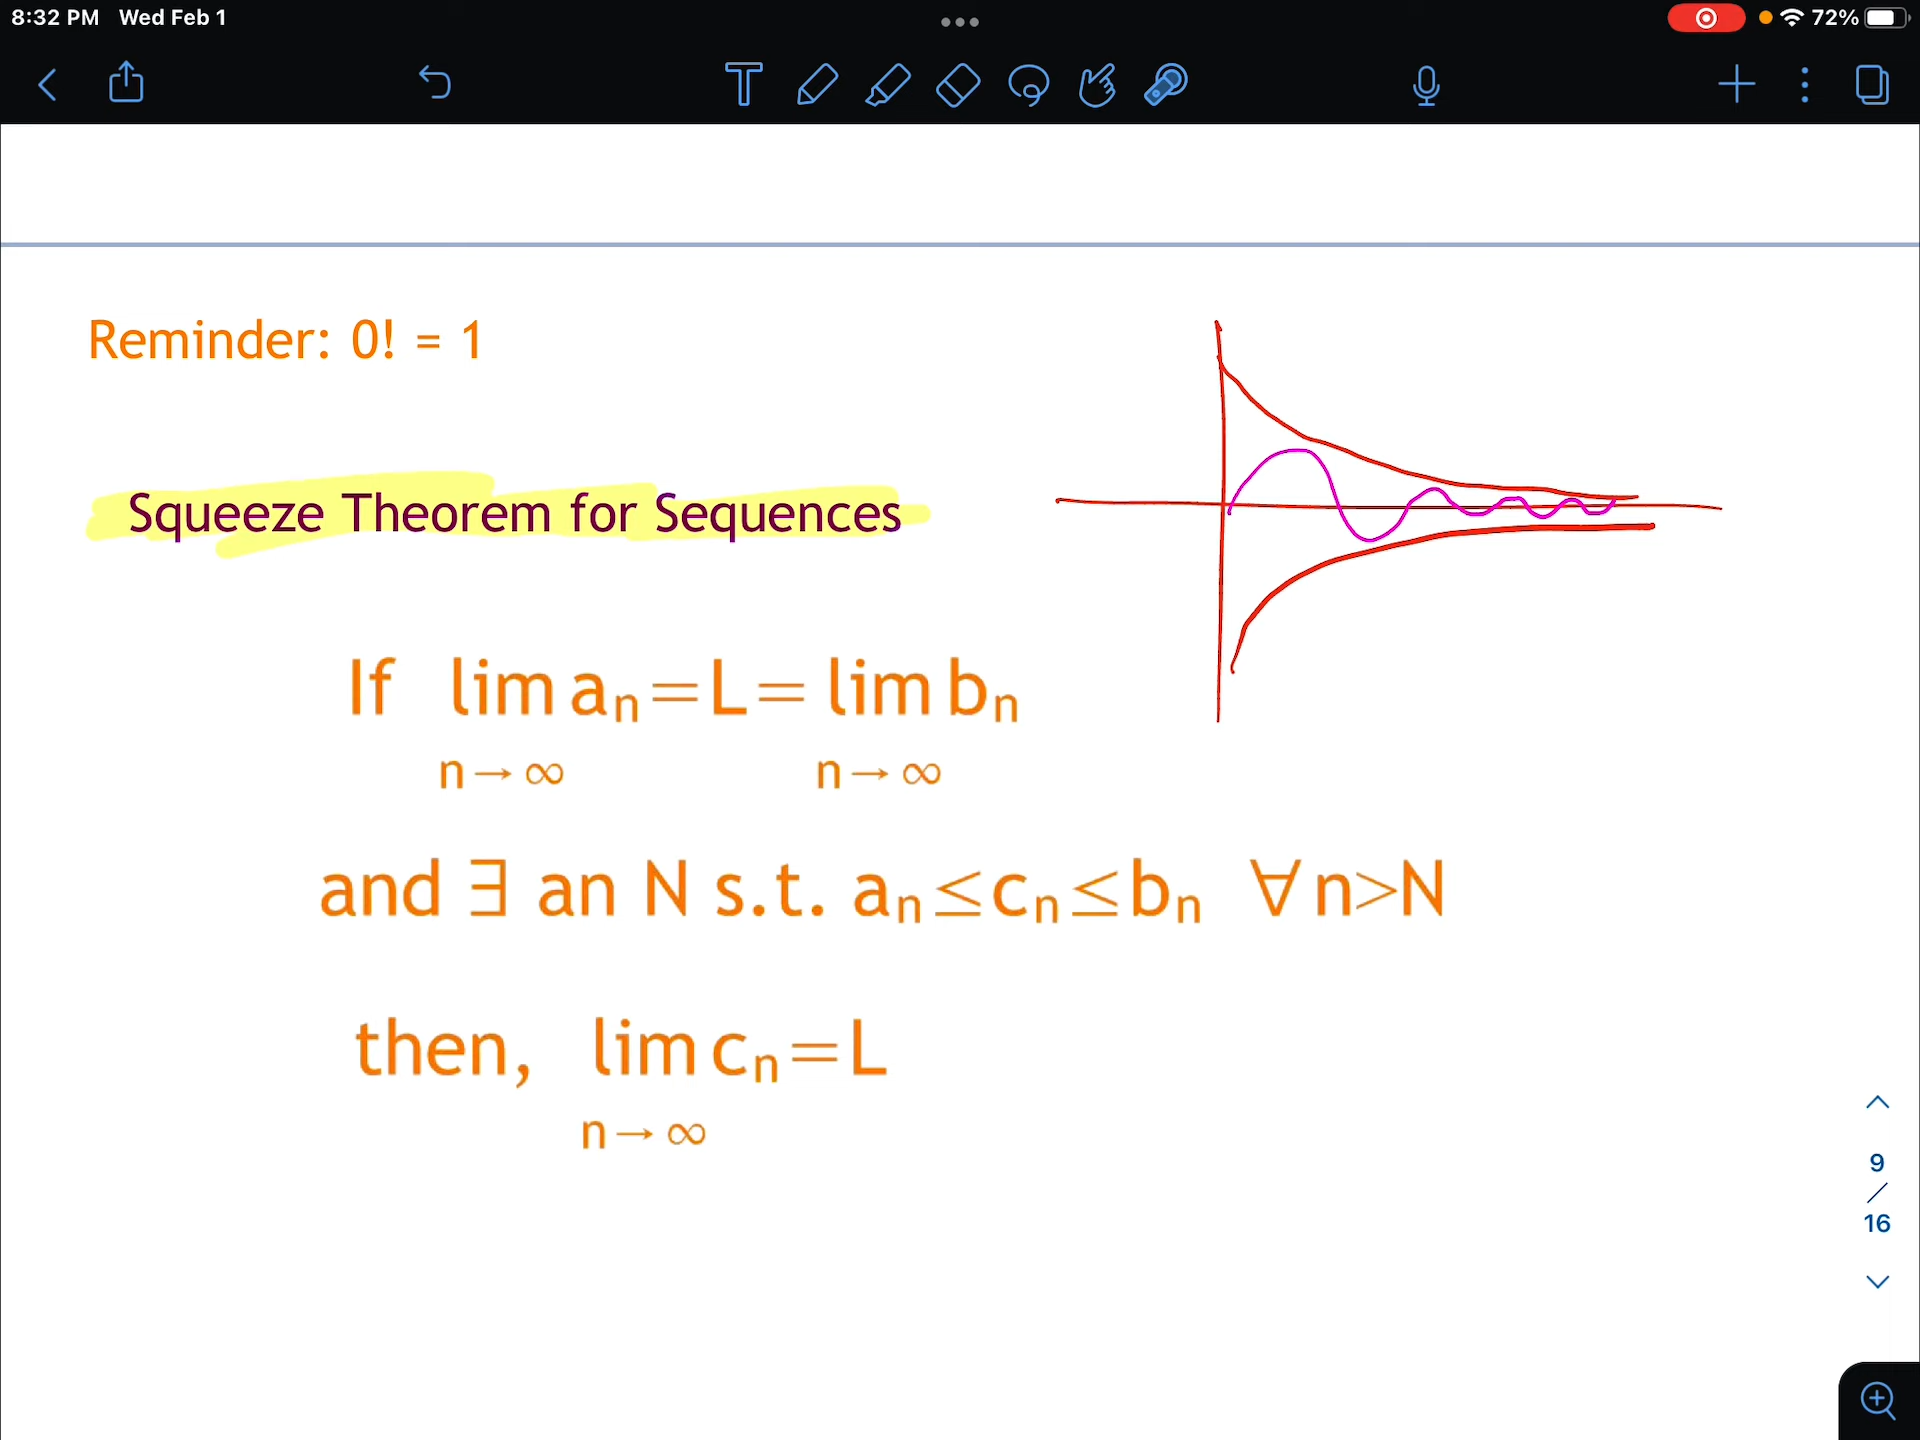 8:32 PM Wed Feb 1
72%
T
Reminder: 0! = 1
Squeeze Theorem for Sequences
If lim aₙ=L= lim bₙ
n→∞ n→∞
and ∃ an N s.t. aₙ≤cₙ≤bₙ ∀n>N
then, lim cₙ=L
n→∞
9
/
16